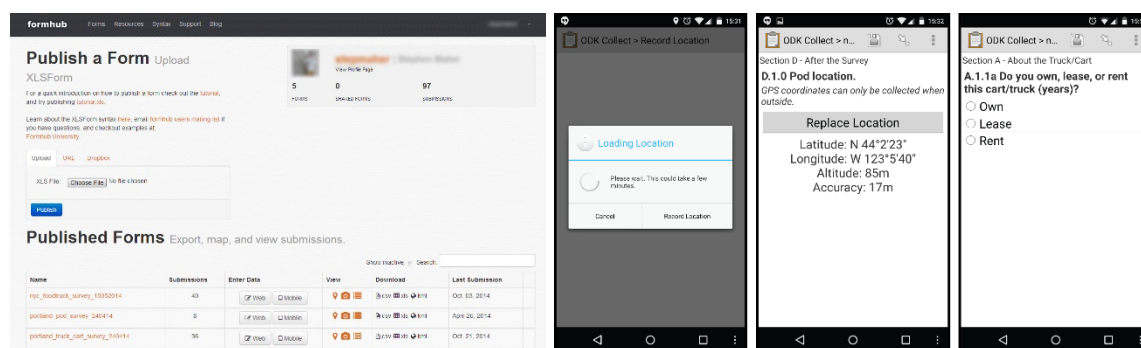 formhub Forms Resources Syntax Support Blog
Publish a Form Upload
XLSForm
For a quick introduction on how to publish a form check out the tutorial,
and try publishing tutorial.xls.
Learn about the XLSForm syntax here, email formhub-users mailing list if
you have questions, and checkout examples at:
Formhub University.
Upload URL Dropbox
XLS File: Choose File No file chosen
Publish
View Profile Page
5 0 97
FORMS SHARED FORMS SUBMISSIONS
Published Forms Export, map, and view submissions.
Show inactive: Search:
Name Submissions Enter Data View Download Last Submission
nyc_foodtruck_survey_15052014 49 Web Mobile csv xls kml Oct. 03, 2014
portland_pod_survey_240414 8 Web Mobile csv xls kml April 26, 2014
portland_truck_cart_survey_240414 36 Web Mobile csv xls kml Oct. 21, 2014
15:31
ODK Collect > Record Location
Loading Location
Please wait. This could take a few
minutes.
Cancel Record Location
15:32
ODK Collect > n...
Section D - After the Survey
D.1.0 Pod location.
GPS coordinates can only be collected when
outside.
Replace Location
Latitude: N 44°2'23"
Longitude: W 123°5'40"
Altitude: 85m
Accuracy: 17m
ODK Collect > n...
Section A - About the Truck/Cart
A.1.1a Do you own, lease, or rent
this cart/truck (years)?
Own
Lease
Rent